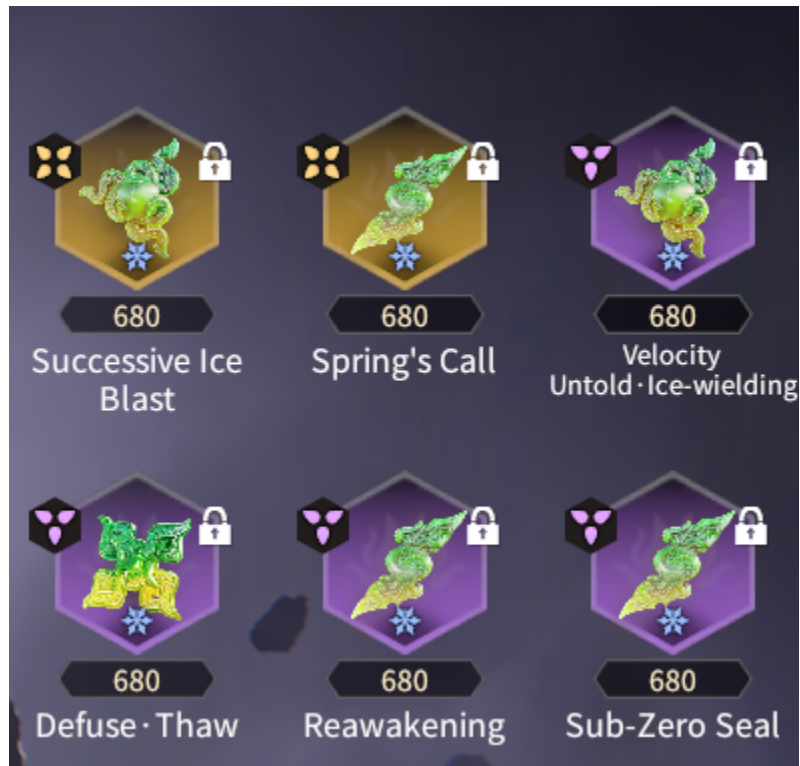 680
680
680
Successive Ice
Blast
Spring's Call
Velocity
Untold·Ice-wielding
680
680
680
Defuse·Thaw
Reawakening
Sub-Zero Seal